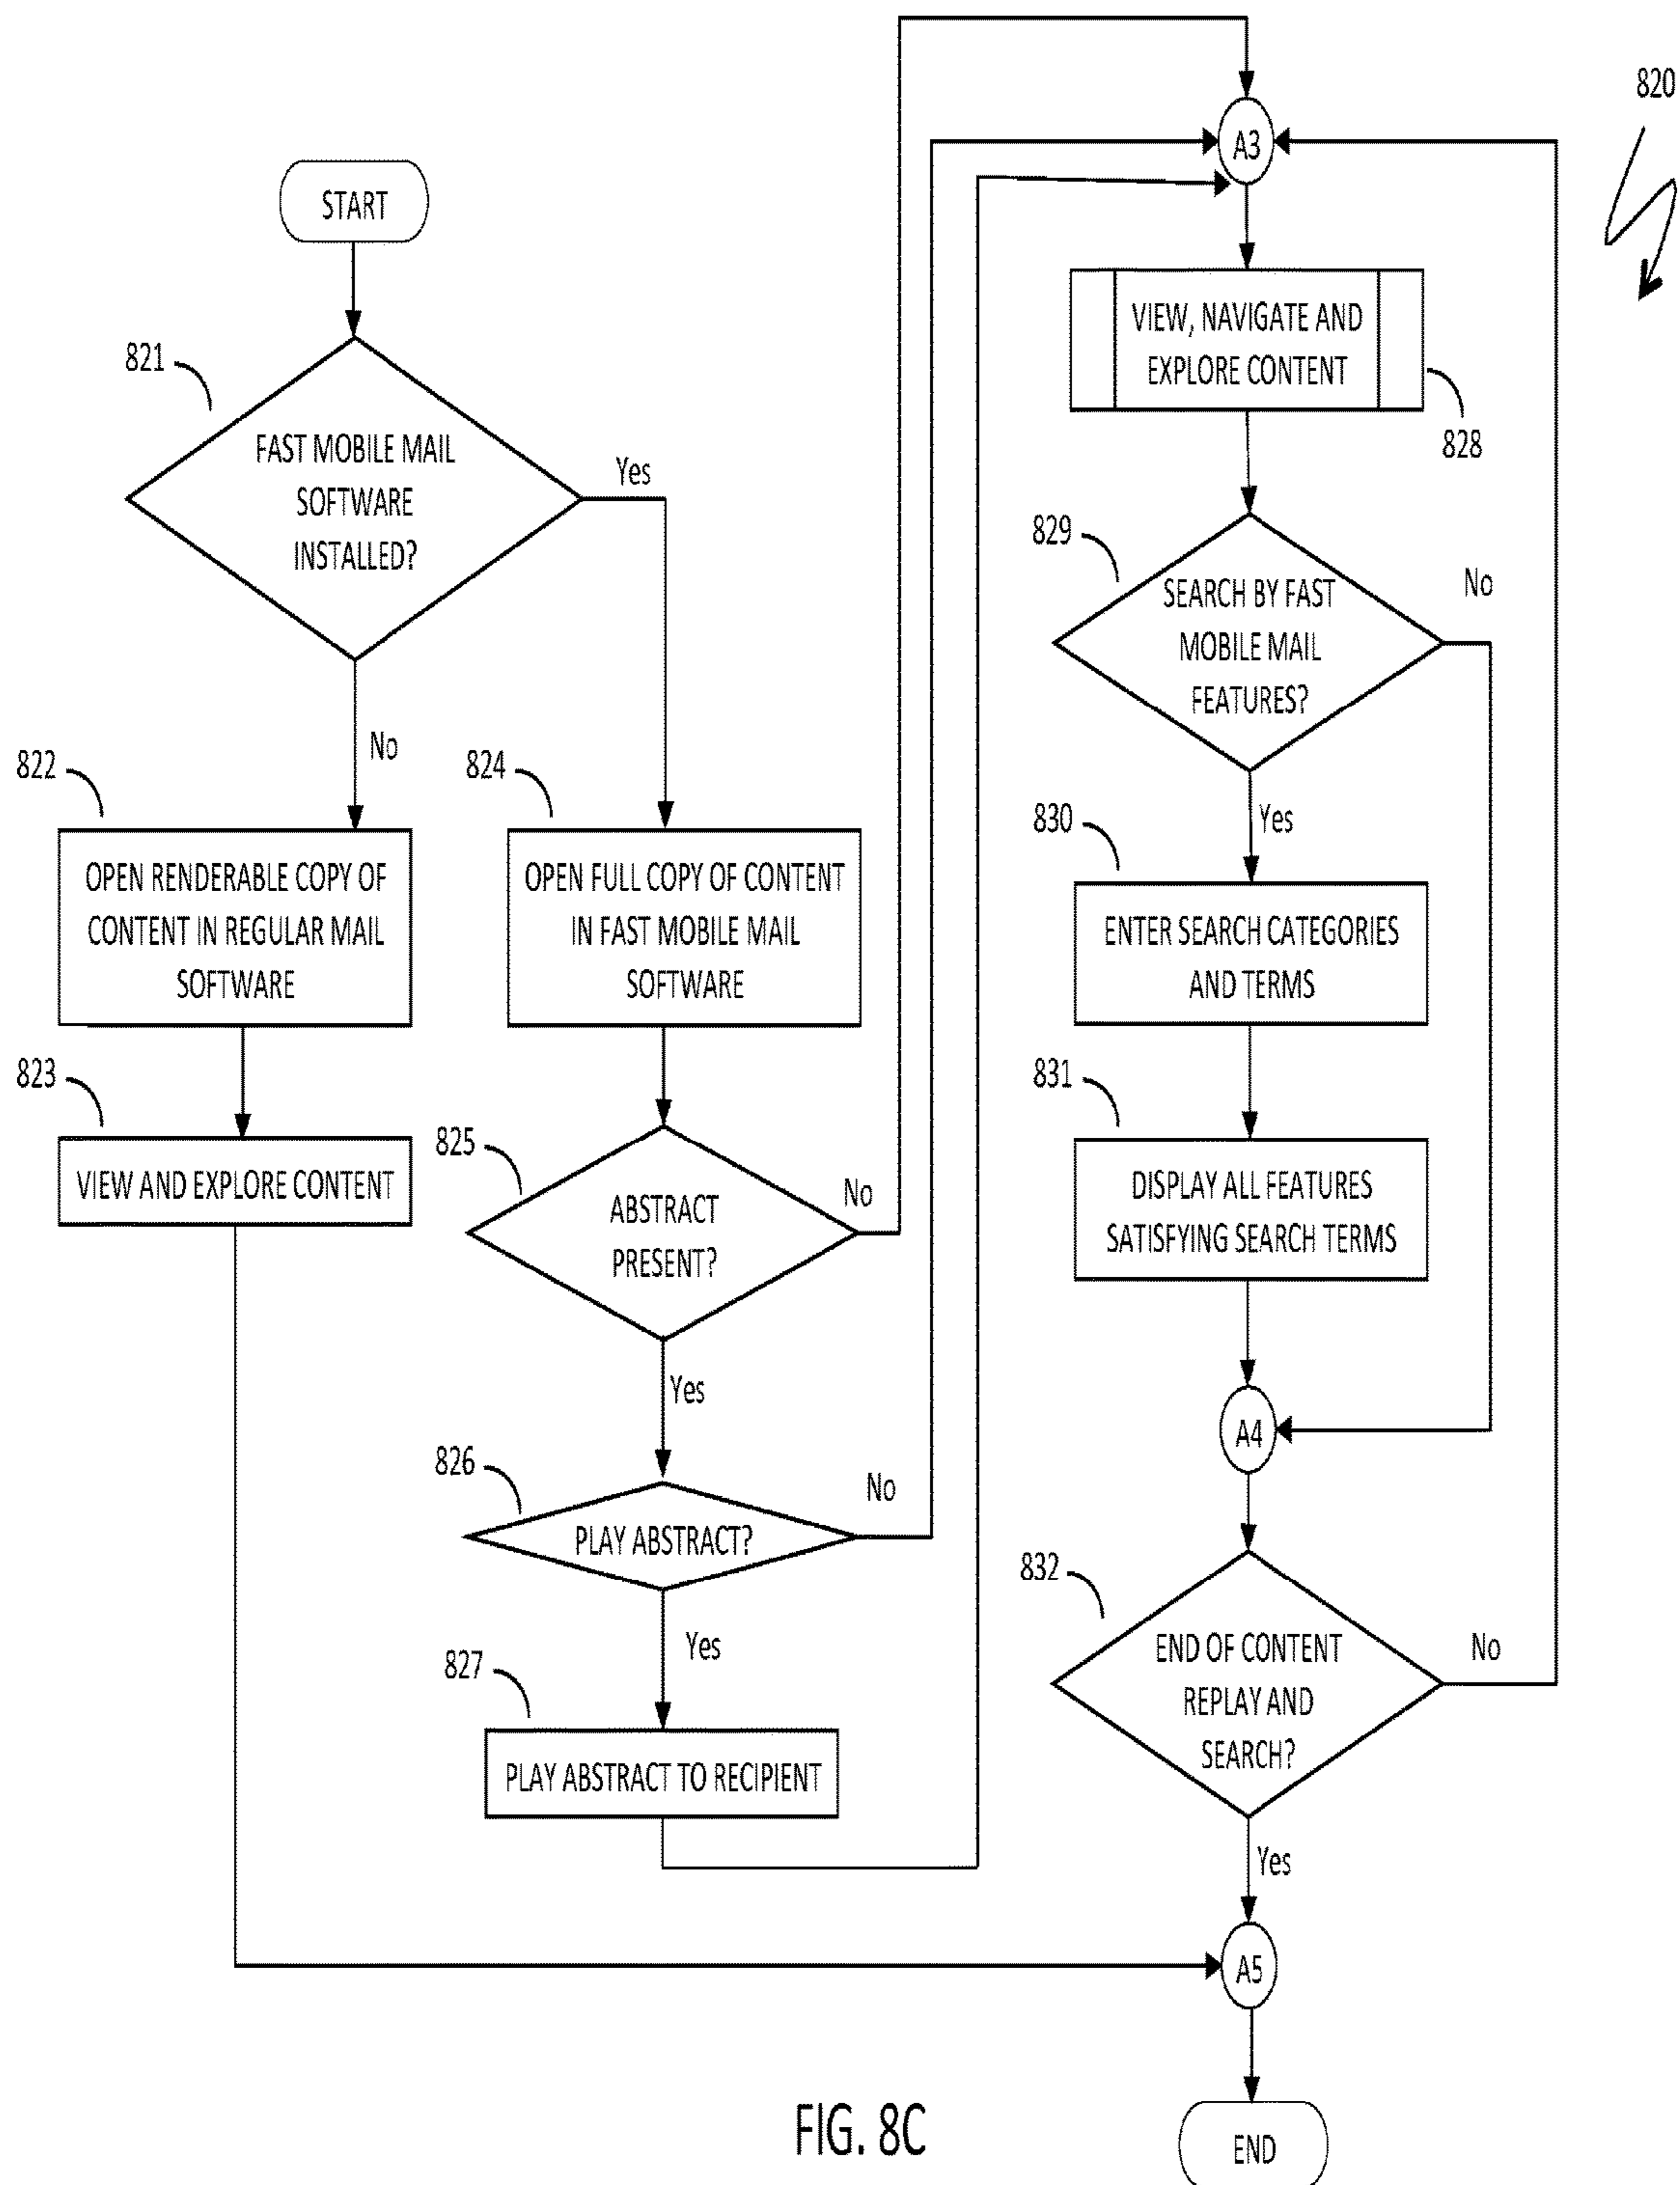 820
START
821
FAST MOBILE MAIL
SOFTWARE
INSTALLED?
Yes
No
822
OPEN RENDERABLE COPY OF
CONTENT IN REGULAR MAIL
SOFTWARE
823
VIEW AND EXPLORE CONTENT
824
OPEN FULL COPY OF CONTENT
IN FAST MOBILE MAIL
SOFTWARE
825
ABSTRACT
PRESENT?
No
Yes
826
PLAY ABSTRACT?
No
Yes
827
PLAY ABSTRACT TO RECIPIENT
A3
VIEW, NAVIGATE AND
EXPLORE CONTENT
828
829
SEARCH BY FAST
MOBILE MAIL
FEATURES?
No
Yes
830
ENTER SEARCH CATEGORIES
AND TERMS
831
DISPLAY ALL FEATURES
SATISFYING SEARCH TERMS
A4
832
END OF CONTENT
REPLAY AND
SEARCH?
No
Yes
A5
END
FIG. 8C